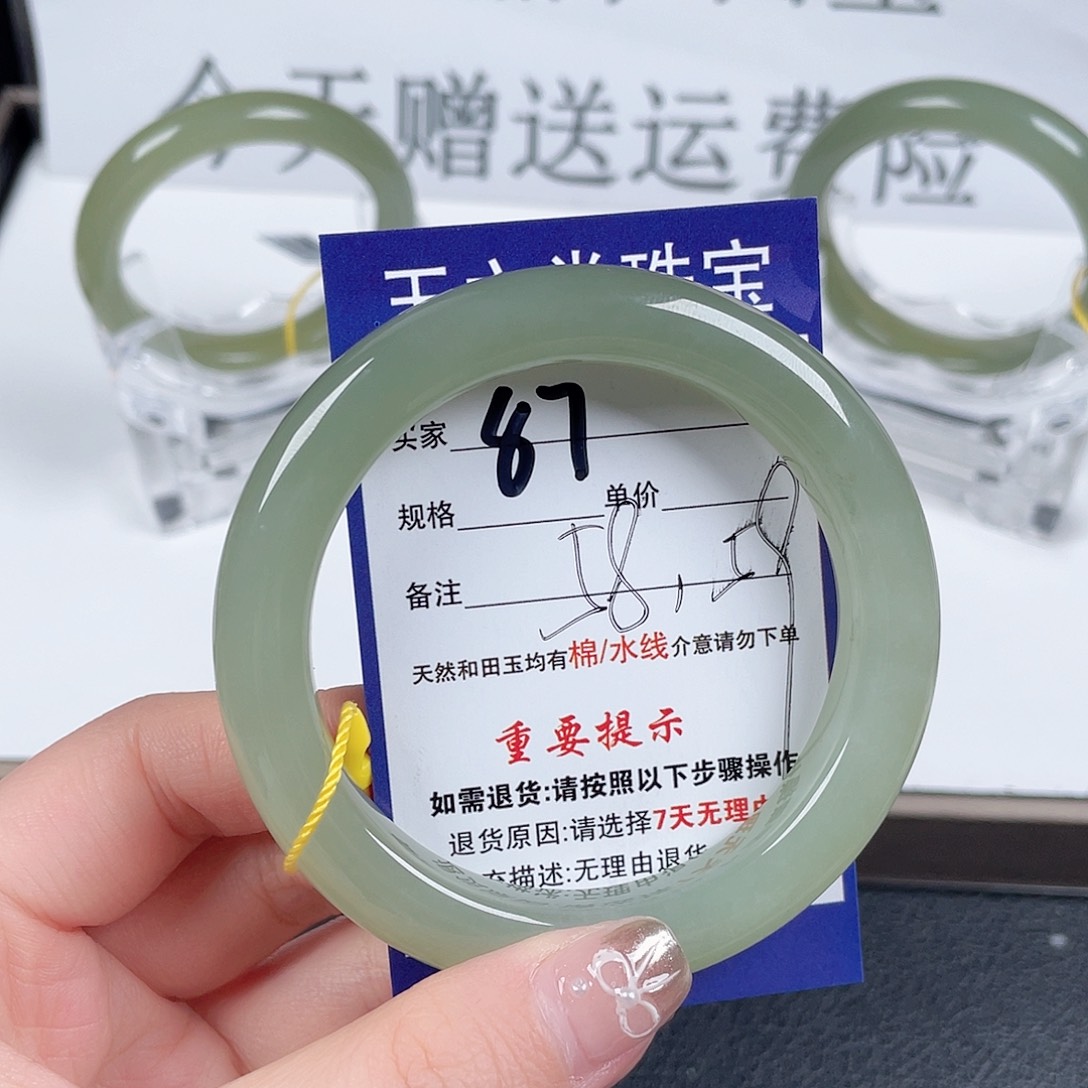 今天赠送运费险
珠宝
87
买家
规格 单价
58,59
备注
天然和田玉均有棉/水线介意请勿下单
重要提示
如需退货:请按照以下步骤操作
退货原因:请选择7天无理由
描述:无理由退货